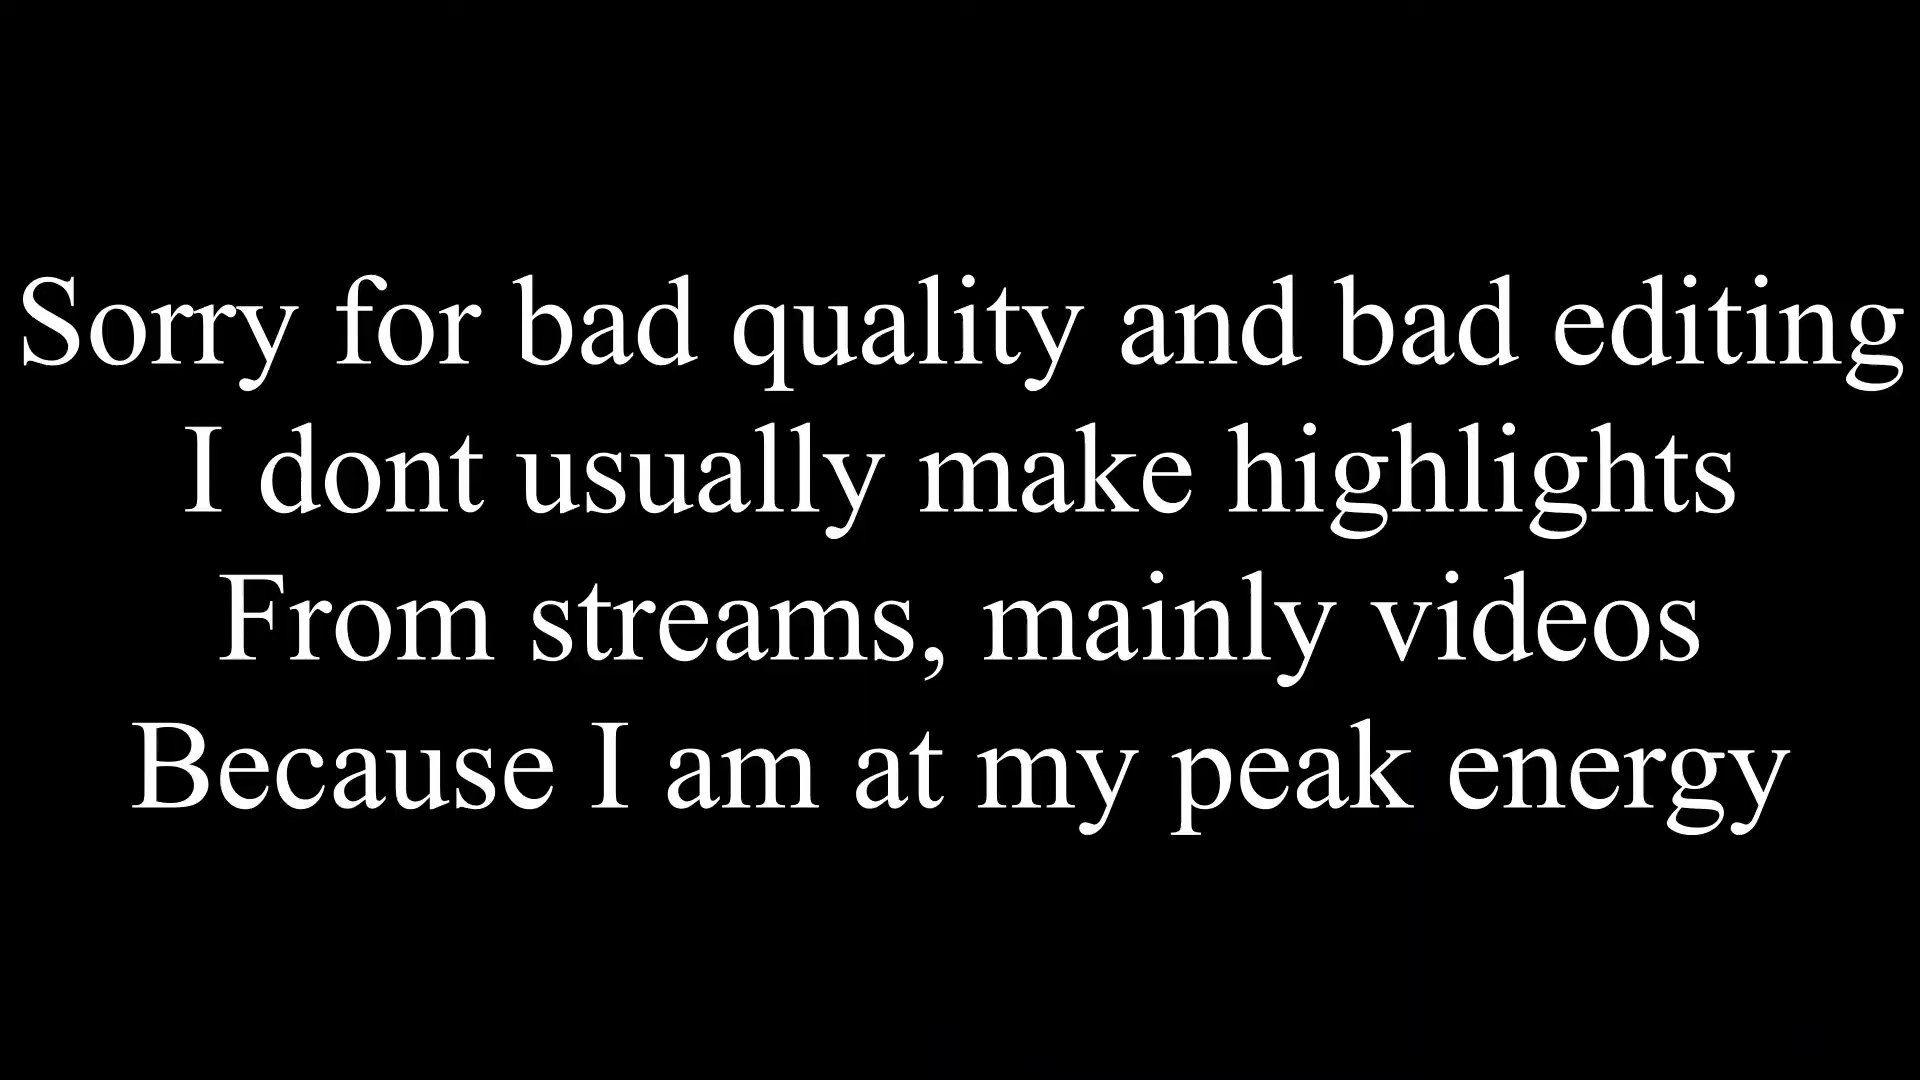 Sorry for bad quality and bad editing
I dont usually make highlights
From streams, mainly videos
Because I am at my peak energy